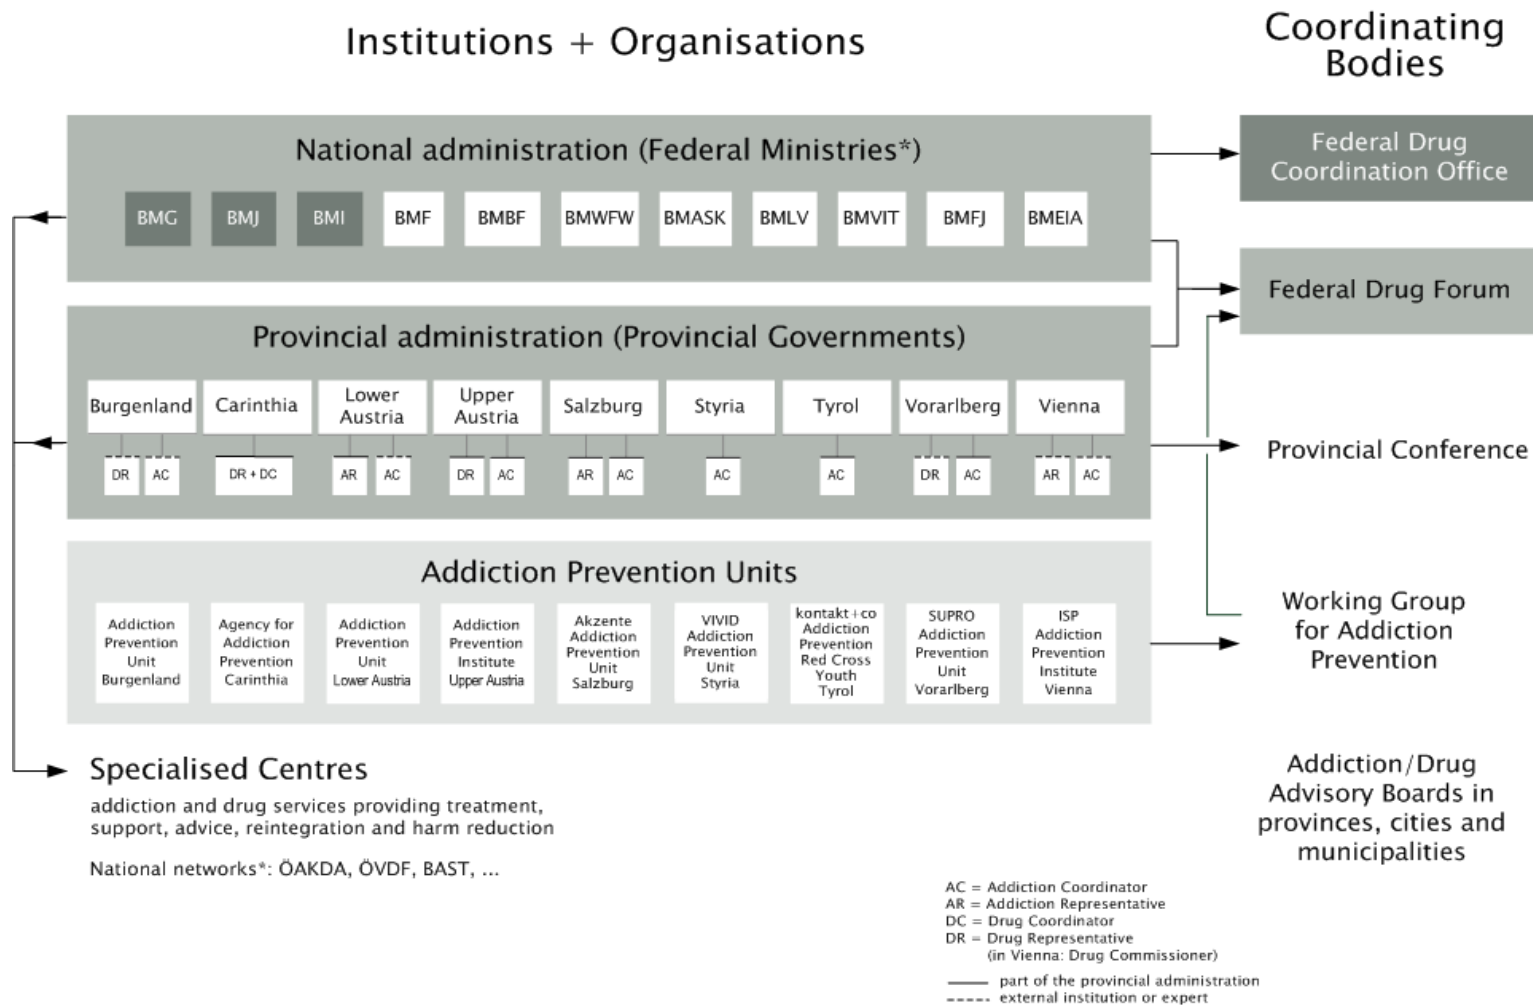 Institutions + Organisations
Coordinating
Bodies
National administration (Federal Ministries*)
BMG
BMJ
BMI
BMF
BMBF
BMWFW
BMASK
BMLV
BMVIT
BMFJ
BMEIA
Federal Drug
Coordination Office
Federal Drug Forum
Provincial administration (Provincial Governments)
Burgenland
Carinthia
Lower
Austria
Upper
Austria
Salzburg
Styria
Tyrol
Vorarlberg
Vienna
DR
AC
DR + DC
AR
AC
DR
AC
AR
AC
AC
AC
DR
AC
AR
AC
Provincial Conference
Addiction Prevention Units
Addiction
Prevention
Unit
Burgenland
Agency for
Addiction
Prevention
Carinthia
Addiction
Prevention
Unit
Lower Austria
Addiction
Prevention
Institute
Upper Austria
Akzente
Addiction
Prevention
Unit
Salzburg
VIVID
Addiction
Prevention
Unit
Styria
kontakt+co
Addiction
Prevention
Red Cross
Youth
Tyrol
SUPRO
Addiction
Prevention
Unit
Vorarlberg
ISP
Addiction
Prevention
Institute
Vienna
Working Group
for Addiction
Prevention
Specialised Centres
addiction and drug services providing treatment,
support, advice, reintegration and harm reduction
National networks*: ÖAKDA, ÖVDF, BAST, ...
Addiction/Drug
Advisory Boards in
provinces, cities and
municipalities
AC = Addiction Coordinator
AR = Addiction Representative
DC = Drug Coordinator
DR = Drug Representative
(in Vienna: Drug Commissioner)
part of the provincial administration
external institution or expert